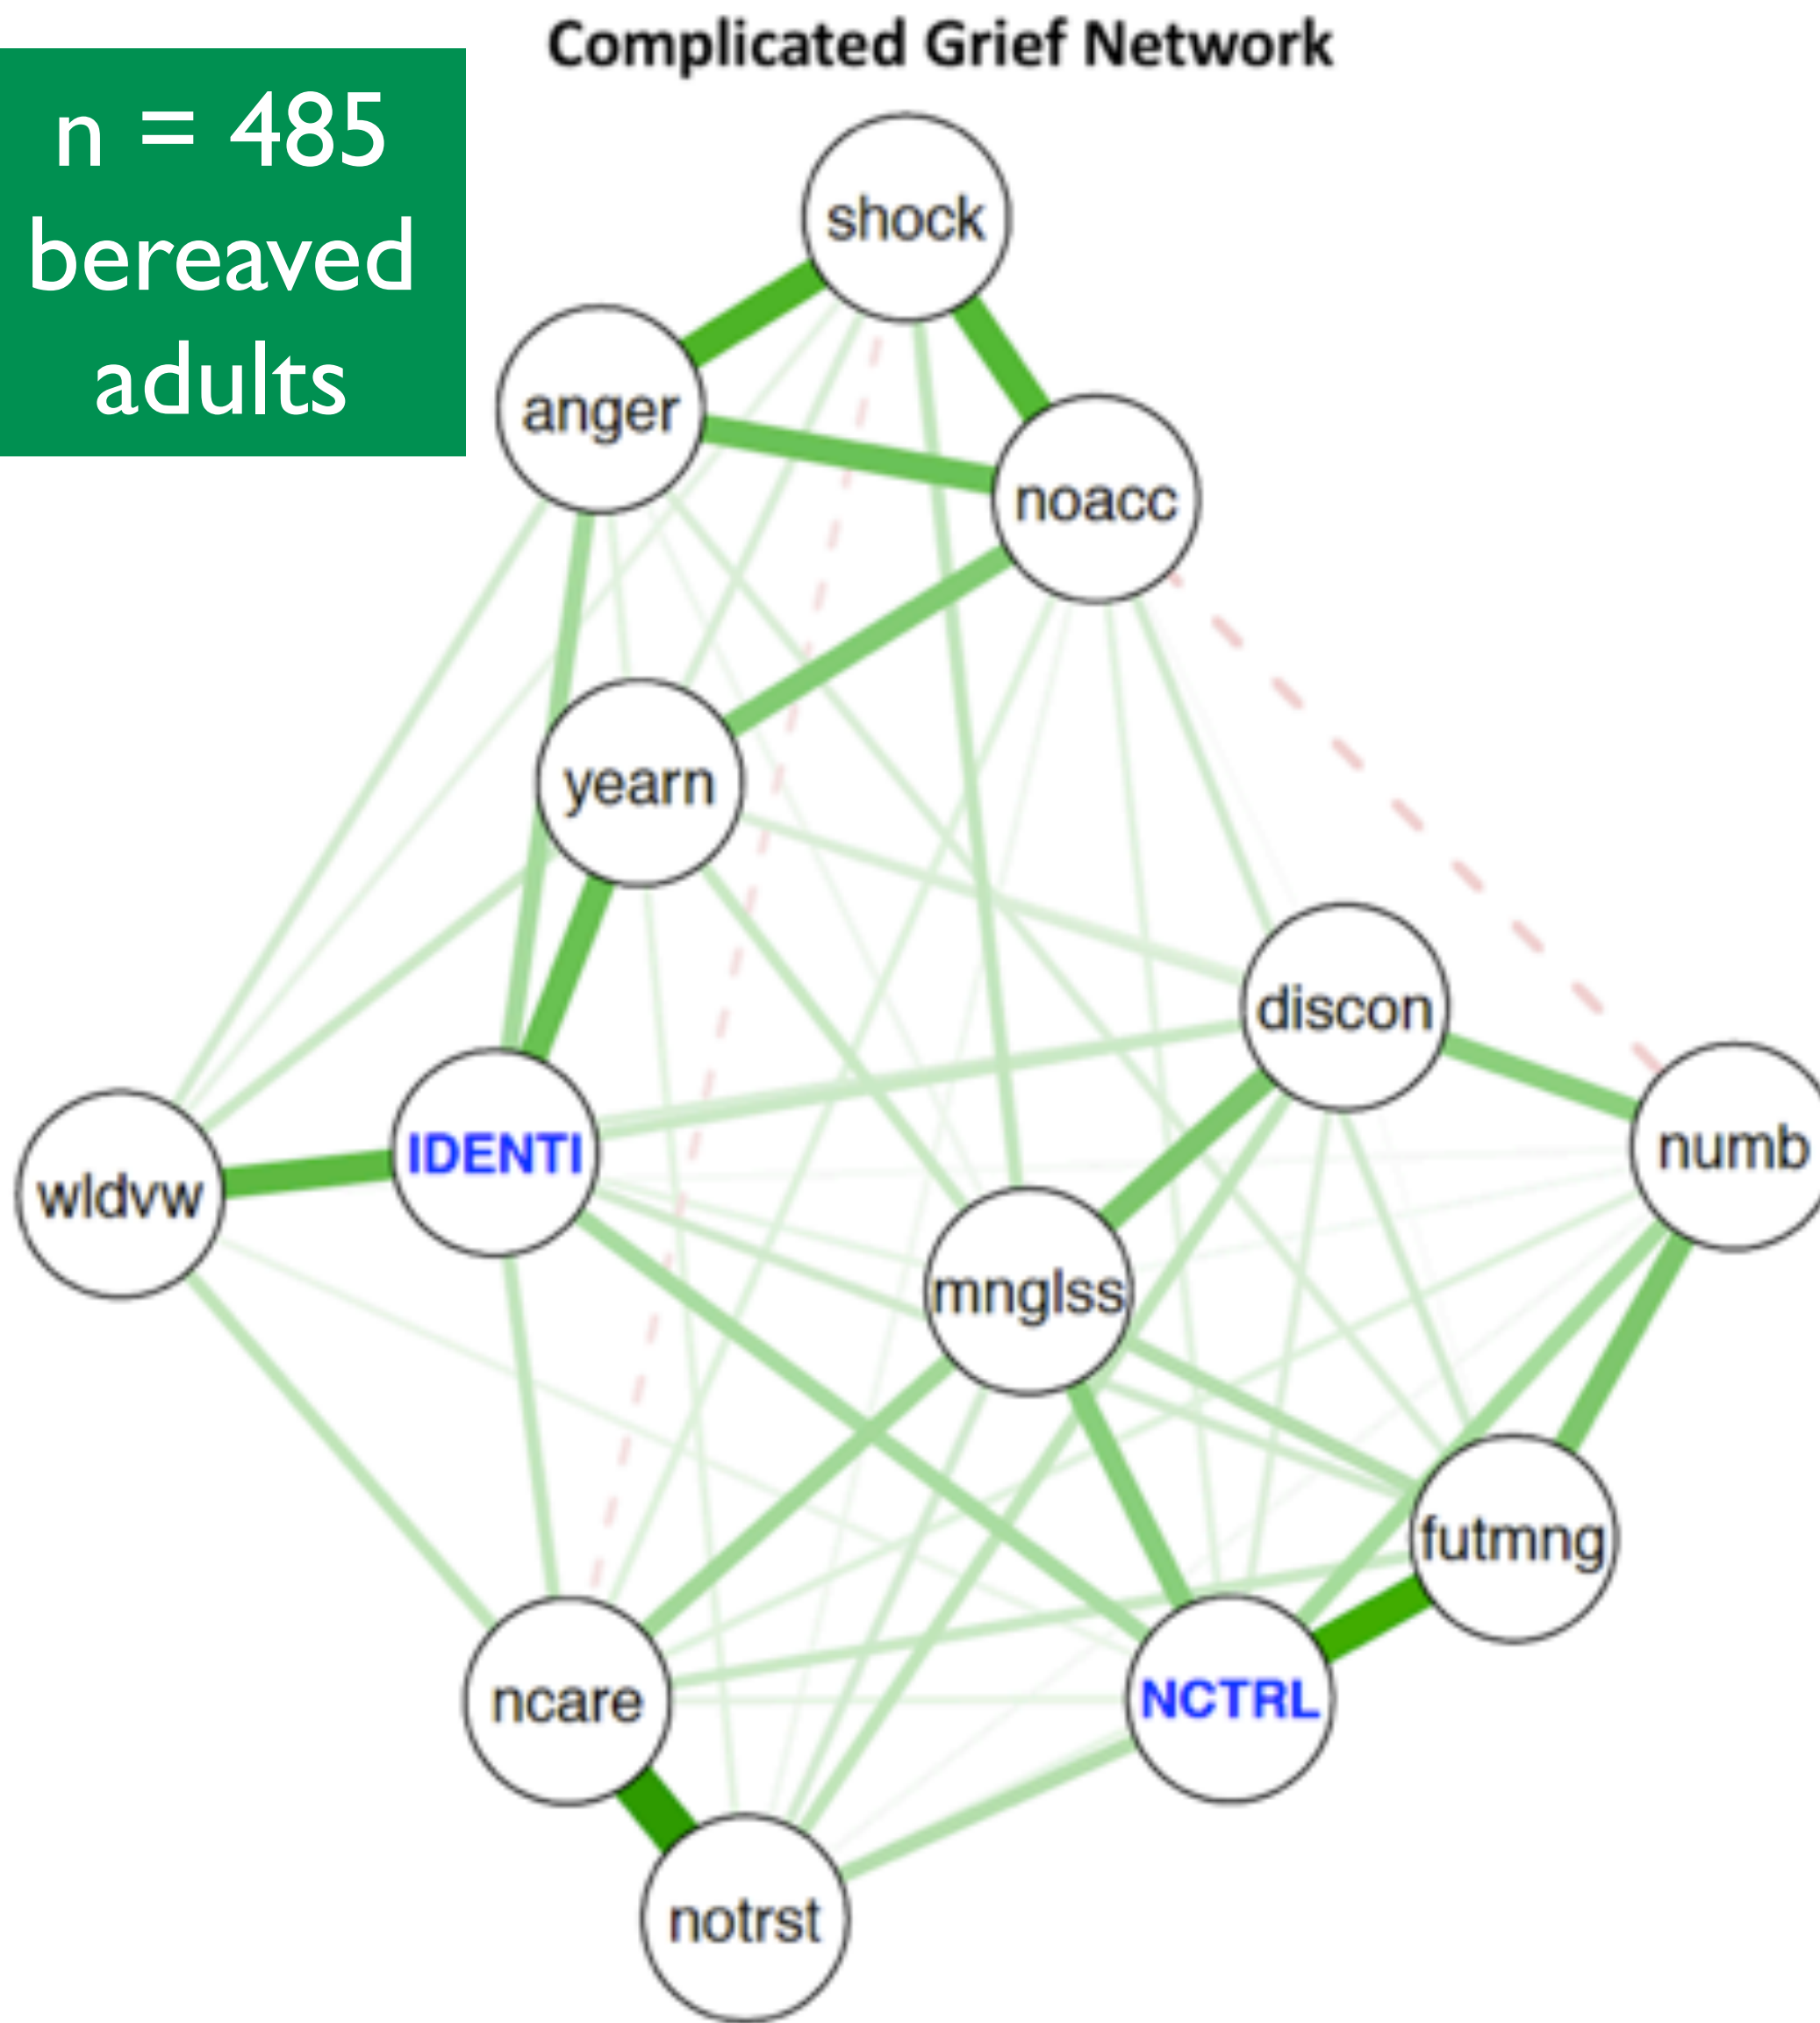 Complicated Grief Network
n = 485
bereaved
adults
shock
anger
noacc
yearn
discon
numb
IDENTI
wldvw
mnglss
futmng
ncare
NCTRL
notrst